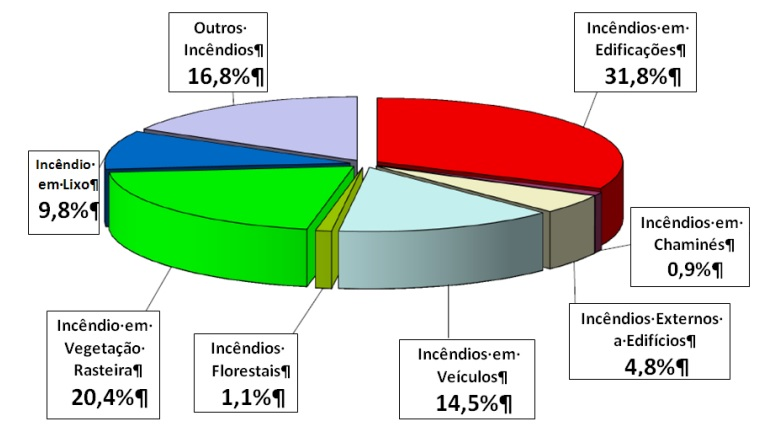 Outros·
Incêndios¶
16,8%¶
Incêndios·em·
Edificações¶
31,8%¶
Incêndio·
em·Lixo¶
9,8%¶
Incêndios·em·
Chaminés¶
0,9%¶
Incêndio·em·
Vegetação·
Rasteira¶
20,4%¶
Incêndios·
Florestais¶
1,1%¶
Incêndios·em·
Veículos¶
14,5%¶
Incêndios·Externos·
a·Edifícios¶
4,8%¶